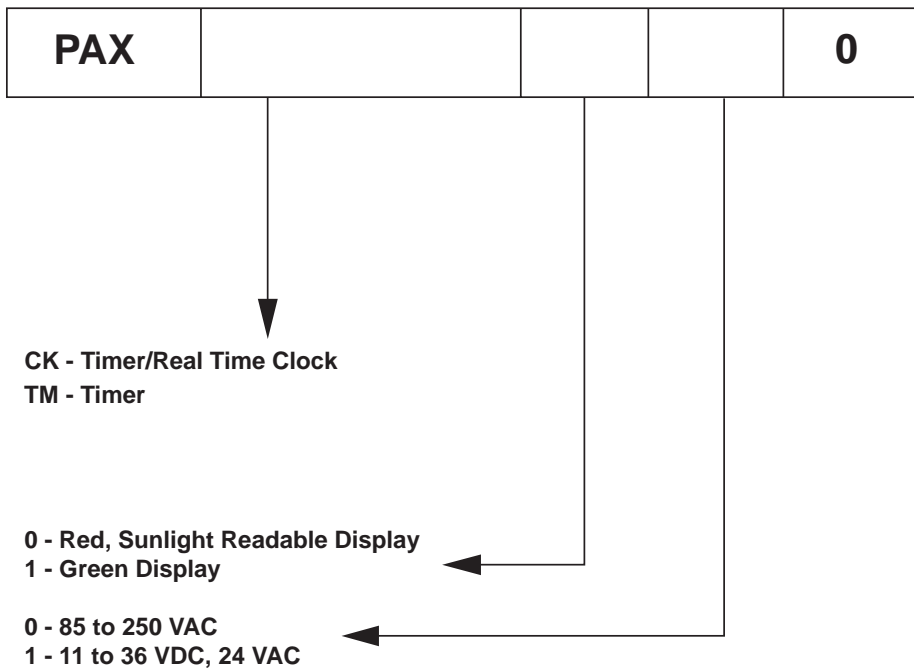 PAX 0
CK - Timer/Real Time Clock
TM - Timer
0 - Red, Sunlight Readable Display
1 - Green Display
0 - 85 to 250 VAC
1 - 11 to 36 VDC, 24 VAC